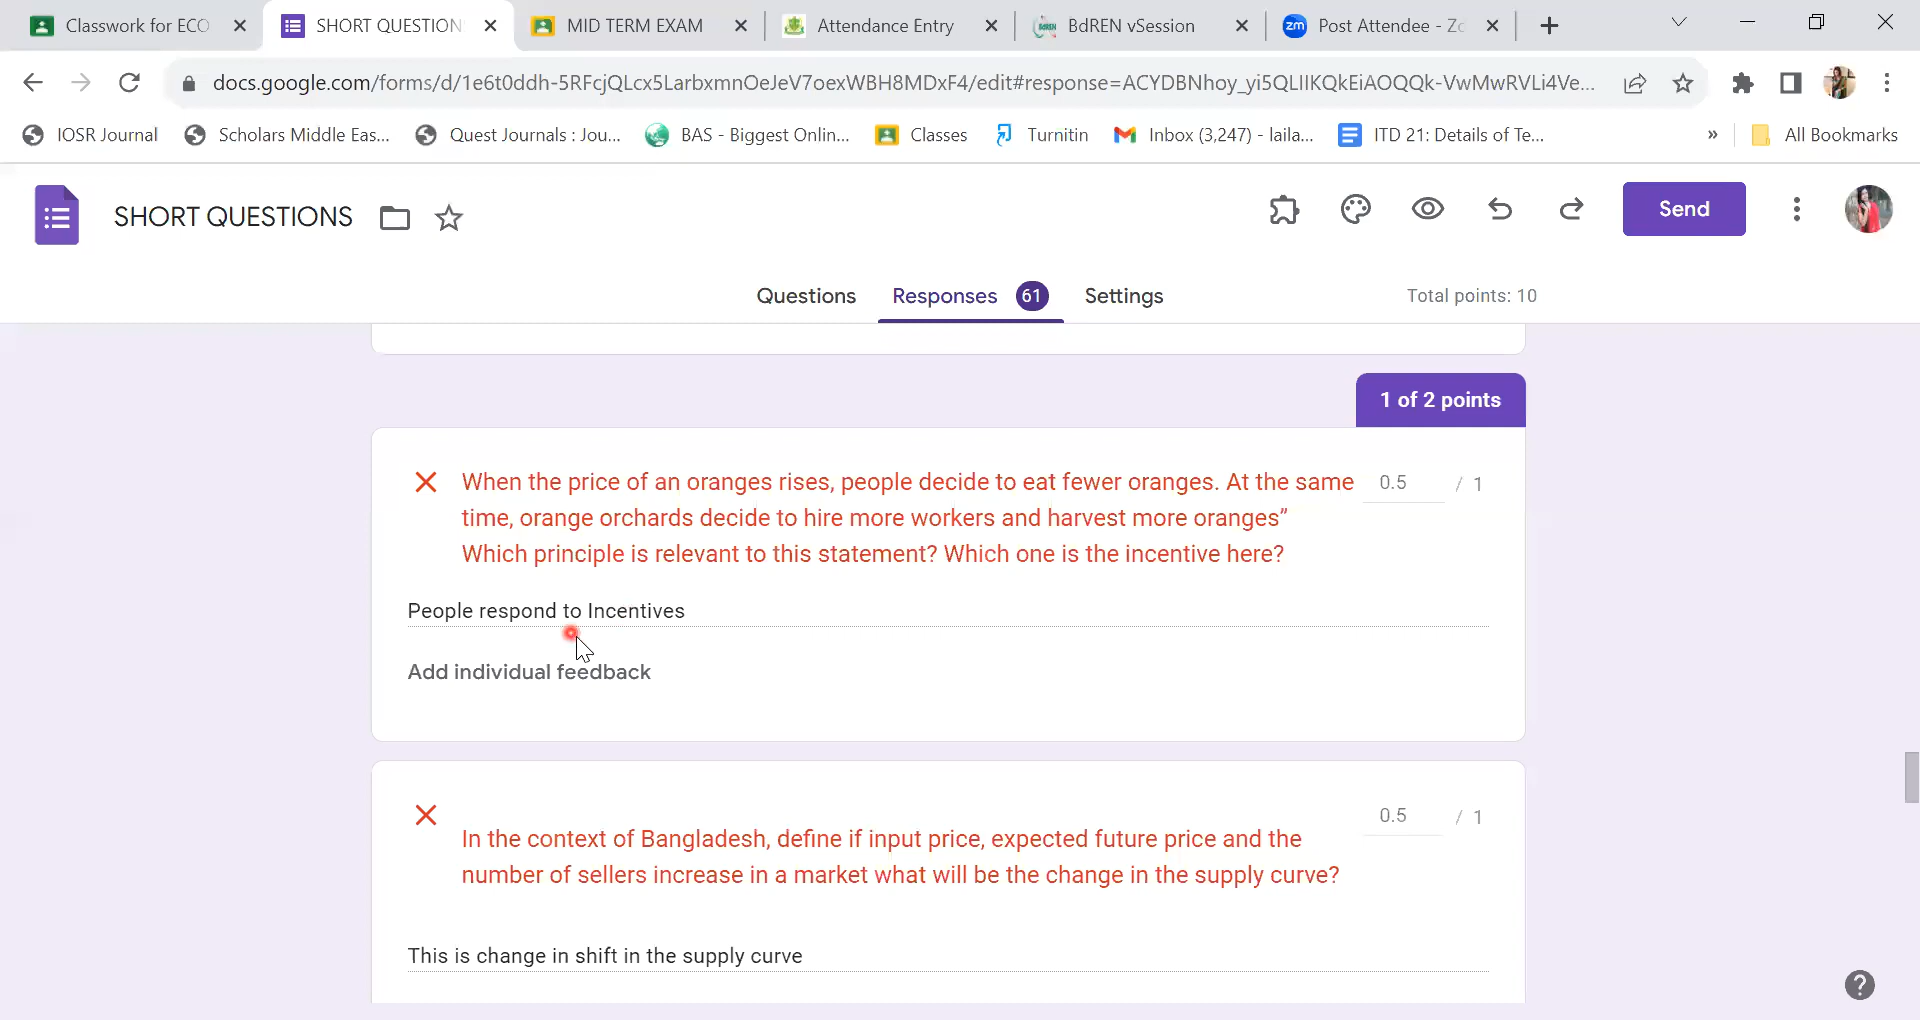 Classwork for ECO
SHORT QUESTION
MID TERM EXAM
Attendance Entry
BdREN vSession
Post Attendee - Zo
docs.google.com/forms/d/1e6t0ddh-5RFcjQLcx5LarbxmnOeJeV7oexWBH8MDxF4/edit#response=ACYDBNhoy_yi5QLIIKQkEiAOQQk-VwMwRVLi4Ve...
IOSR Journal
Scholars Middle Eas...
Quest Journals : Jou...
BAS - Biggest Onlin...
Classes
Turnitin
Inbox (3,247) - laila...
ITD 21: Details of Te...
»
All Bookmarks
SHORT QUESTIONS
Send
Questions
Responses 61
Settings
Total points: 10
1 of 2 points
When the price of an oranges rises, people decide to eat fewer oranges. At the same
0.5 / 1
time, orange orchards decide to hire more workers and harvest more oranges”
Which principle is relevant to this statement? Which one is the incentive here?
People respond to Incentives
Add individual feedback
0.5 / 1
In the context of Bangladesh, define if input price, expected future price and the
number of sellers increase in a market what will be the change in the supply curve?
This is change in shift in the supply curve